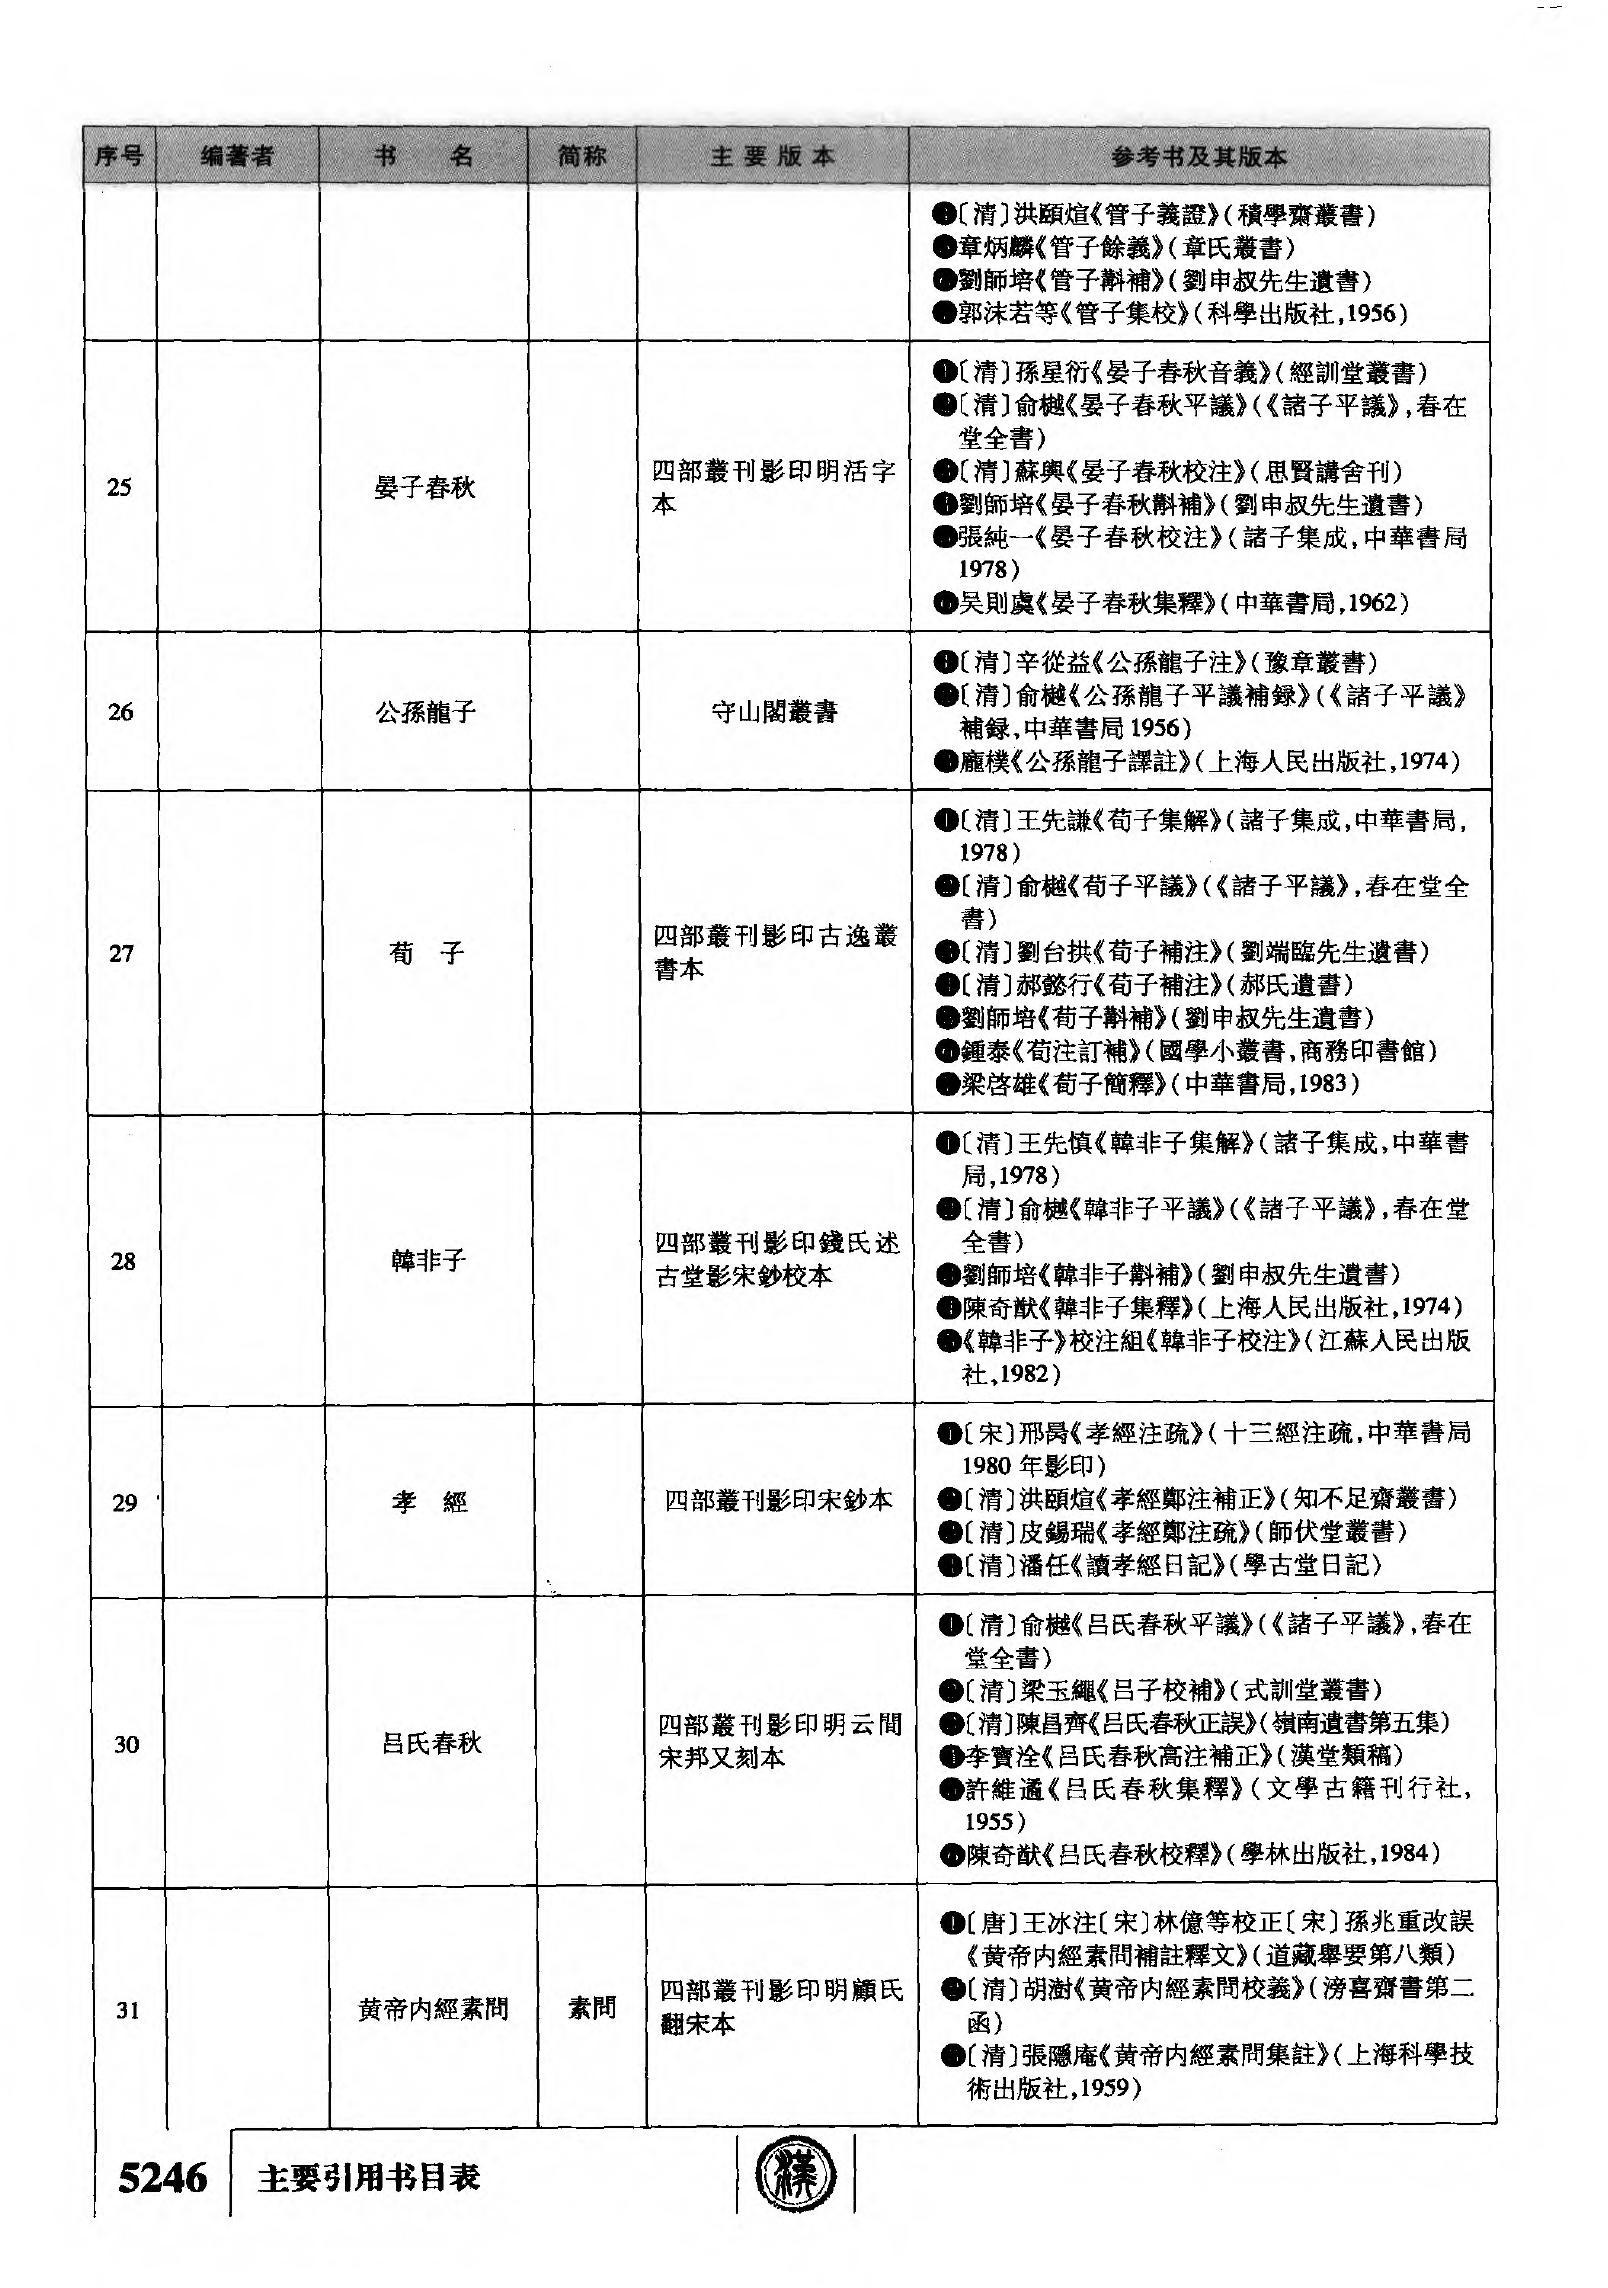 序号 编著者 书 名 简称 主要版本 参考书及其版本
〔清〕洪頤煊《管子義證》(積學齋叢書)
章炳麟《管子餘義》(章氏叢書)
劉師培《管子斠補》(劉申叔先生遺書)
郭沫若等《管子集校》(科學出版社,1956)
25
晏子春秋
四部叢刊影印明活字
本
❶〔清〕孫星衍《晏子春秋音義》(經訓堂叢書)
❷〔清〕俞樾《晏子春秋平議》(《諸子平議》,春在
堂全書)
❸〔清〕蘇輿《晏子春秋校注》(思賢講舍刊)
❹劉師培《晏子春秋斠補》(劉申叔先生遺書)
❺張純一《晏子春秋校注》(諸子集成,中華書局
1978)
❻吴則虞《晏子春秋集釋》(中華書局,1962)
26
公孫龍子
守山閣叢書
❶〔清〕辛從益《公孫龍子注》(豫章叢書)
❷〔清〕俞樾《公孫龍子平議補録》(《諸子平議》
補録,中華書局1956)
❸龐樸《公孫龍子譯註》(上海人民出版社,1974)
27
荀 子
四部叢刊影印古逸叢
書本
❶〔清〕王先謙《荀子集解》(諸子集成,中華書局,
1978)
❷〔清〕俞樾《荀子平議》(《諸子平議》,春在堂全
書)
❸〔清〕劉台拱《荀子補注》(劉端臨先生遺書)
❹〔清〕郝懿行《荀子補注》(郝氏遺書)
❺劉師培《荀子斠補》(劉申叔先生遺書)
❻鍾泰《荀注訂補》(國學小叢書,商務印書館)
❼梁啓雄《荀子簡釋》(中華書局,1983)
28
韓非子
四部叢刊影印錢氏述
古堂影宋鈔校本
❶〔清〕王先慎《韓非子集解》(諸子集成,中華書
局,1978)
❷〔清〕俞樾《韓非子平議》(《諸子平議》,春在堂
全書)
❸劉師培《韓非子斠補》(劉申叔先生遺書)
❹陳奇猷《韓非子集釋》(上海人民出版社,1974)
❺《韓非子》校注組《韓非子校注》(江蘇人民出版
社,1982)
29
孝 經
四部叢刊影印宋鈔本
❶〔宋〕邢昺《孝經注疏》(十三經注疏,中華書局
1980年影印)
❷〔清〕洪頤煊《孝經鄭注補正》(知不足齋叢書)
❸〔清〕皮錫瑞《孝經鄭注疏》(師伏堂叢書)
❹〔清〕潘任《讀孝經日記》(學古堂日記)
30
吕氏春秋
四部叢刊影印明云間
宋邦乂刻本
❶〔清〕俞樾《吕氏春秋平議》(《諸子平議》,春在
堂全書)
❷〔清〕梁玉繩《吕子校補》(式訓堂叢書)
❸〔清〕陳昌齊《吕氏春秋正誤》(嶺南遺書第五集)
❹李寶洤《吕氏春秋高注補正》(漢堂類稿)
❺許維遹《吕氏春秋集釋》(文學古籍刊行社,
1955)
❻陳奇猷《吕氏春秋校釋》(學林出版社,1984)
31
黄帝内經素問
素問
四部叢刊影印明顧氏
翻宋本
❶〔唐〕王冰注〔宋〕林億等校正〔宋〕孫兆重改誤
《黄帝内經素問補註釋文》(道藏舉要第八類)
❷〔清〕胡澍《黄帝内經素問校義》(滂喜齋書第二
函)
❸〔清〕張隱庵《黄帝内經素問集註》(上海科學技
術出版社,1959)
5246 主要引用书目表 漢